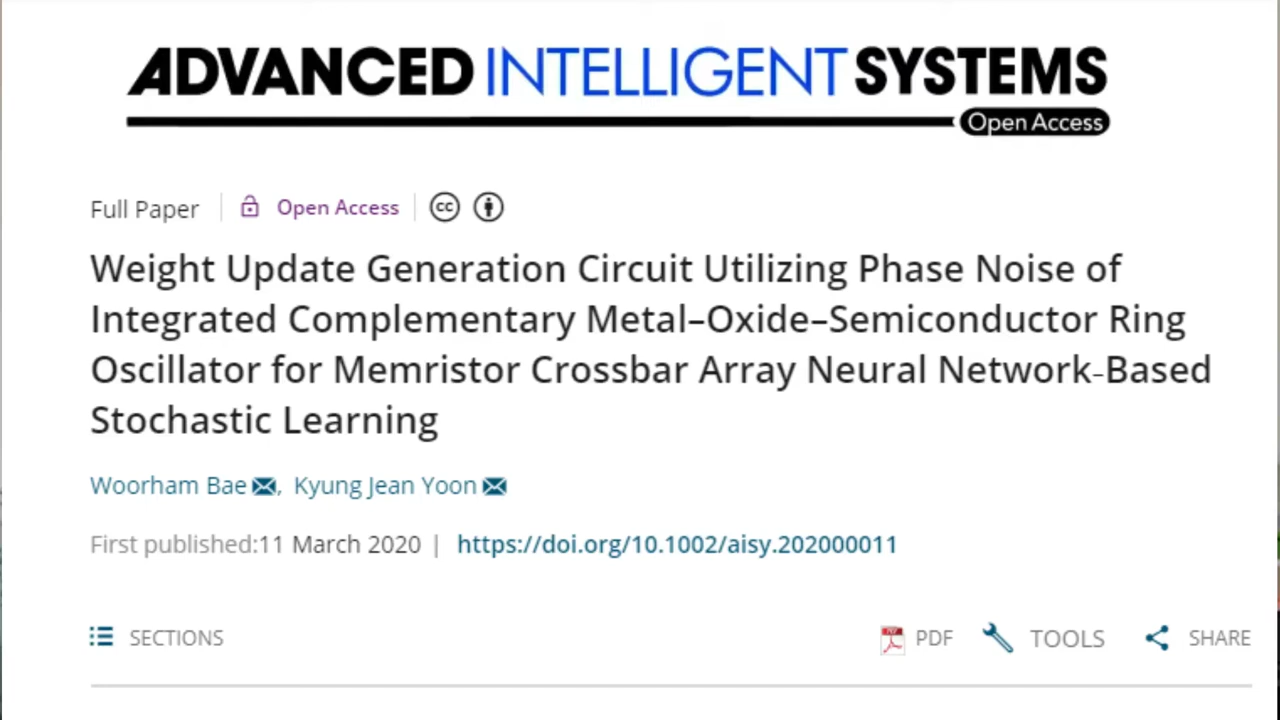 ADVANCED INTELLIGENT SYSTEMS
Open Access
Full Paper Open Access cc
Weight Update Generation Circuit Utilizing Phase Noise of
Integrated Complementary Metal–Oxide–Semiconductor Ring
Oscillator for Memristor Crossbar Array Neural Network-Based
Stochastic Learning
Woorham Bae, Kyung Jean Yoon
First published:11 March 2020 | https://doi.org/10.1002/aisy.202000011
SECTIONS PDF TOOLS SHARE